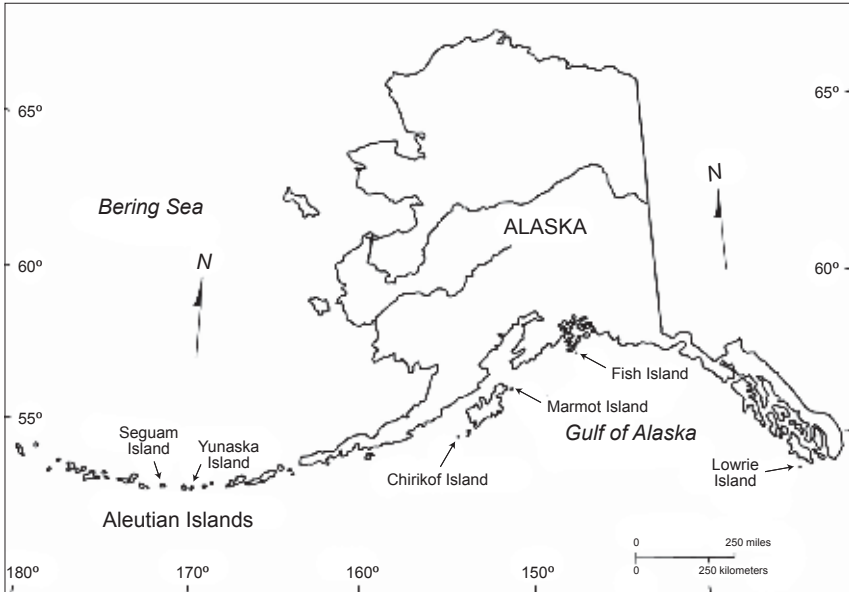 65º
65º
N
Bering Sea
ALASKA
N
60º
60º
Fish Island
Marmot Island
55º
Seguam
Island
Yunaska
Island
Gulf of Alaska
Chirikof Island
Lowrie
Island
Aleutian Islands
0 250 miles
0 250 kilometers
180º 170º 160º 150º